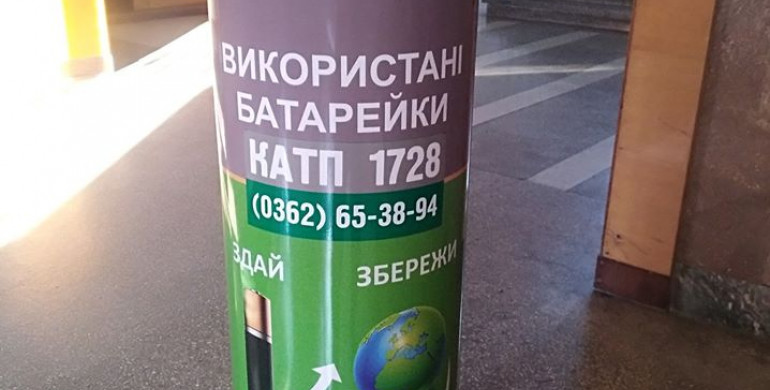 ВИКОРИСТАНІ
БАТАРЕЙКИ
КАТП 1728
(0362) 65-38-94
ЗДАЙ ЗБЕРЕЖИ